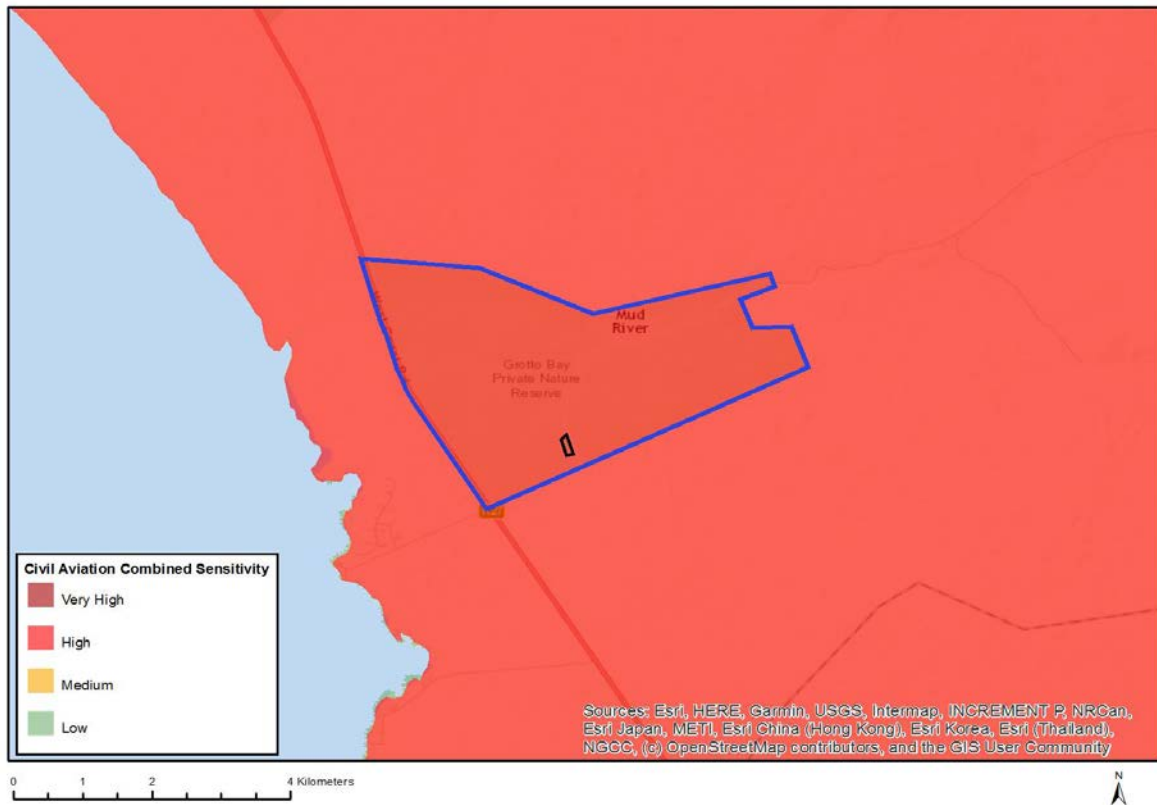 Mud
River
Grotto Bay
Private Nature
Reserve
Civil Aviation Combined Sensitivity
Very High
High
Medium
Low
Sources: Esri, HERE, Garmin, USGS, Intermap, INCREMENT P, NRCan,
Esri Japan, METI, Esri China (Hong Kong), Esri Korea, Esri (Thailand),
NGCC, (c) OpenStreetMap contributors, and the GIS User Community
0 1 2 4 Kilometers
N